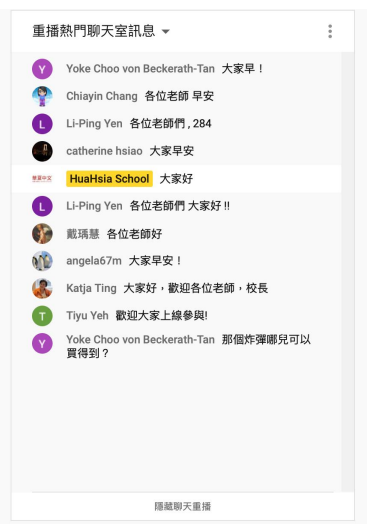 重播熱門聊天室訊息
Y Yoke Choo von Beckerath-Tan 大家早！
Chiayin Chang 各位老師 早安
L Li-Ping Yen 各位老師們 , 284
catherine hsiao 大家早安
華夏中文 HuaHsia School 大家好
L Li-Ping Yen 各位老師們 大家好 !!
戴瑀慧 各位老師好
angela67m 大家早安！
Katja Ting 大家好，歡迎各位老師，校長
T Tiyu Yeh 歡迎大家上線參與!
Y Yoke Choo von Beckerath-Tan 那個炸彈哪兒可以
買得到？
隱藏聊天重播